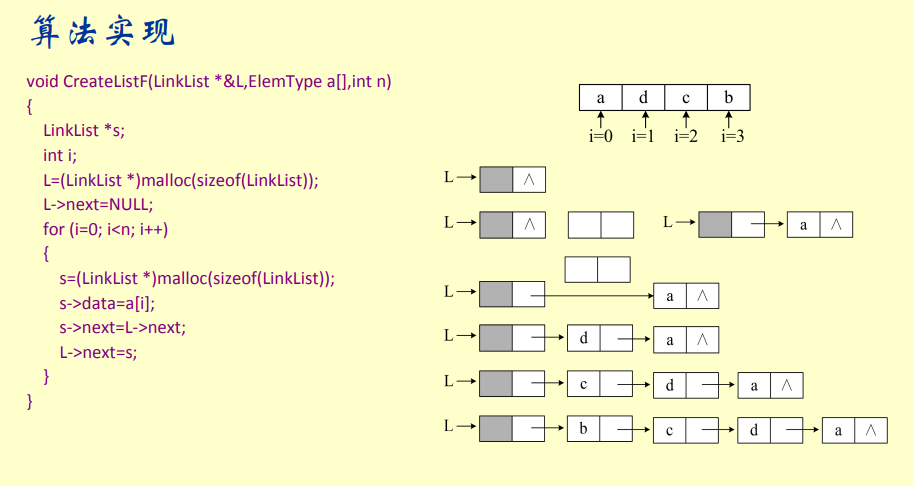 算法实现
void CreateListF(LinkList *&L,ElemType a[],int n)
{
LinkList *s;
int i;
L=(LinkList *)malloc(sizeof(LinkList));
L->next=NULL;
for (i=0; i<n; i++)
{
s=(LinkList *)malloc(sizeof(LinkList));
s->data=a[i];
s->next=L->next;
L->next=s;
}
}
a d c b
i=0 i=1 i=2 i=3
L ∧
L ∧ L a ∧
L a ∧
L d a ∧
L c d a ∧
L b c d a ∧